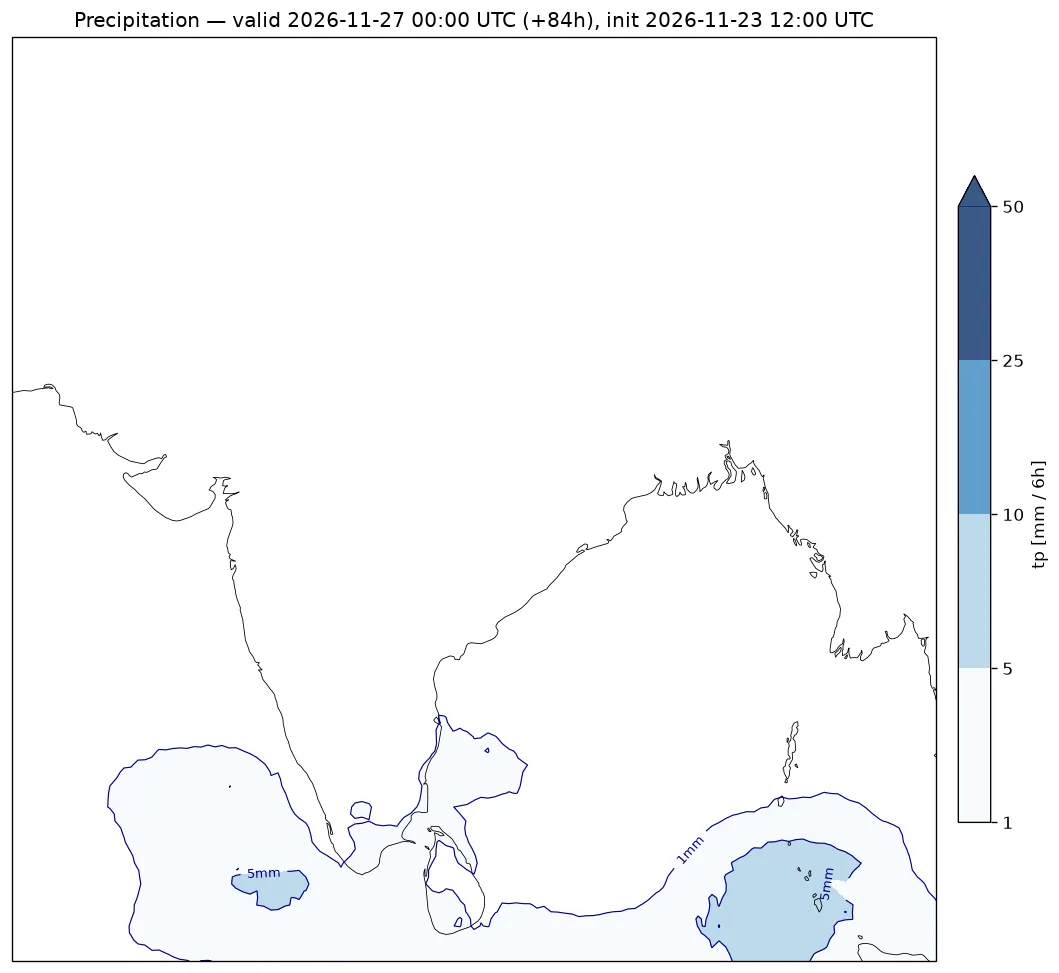 Precipitation — valid 2026-11-27 00:00 UTC (+84h), init 2026-11-23 12:00 UTC
50
25
10
5
1
tp [mm / 6h]
1mm
5mm
5mm